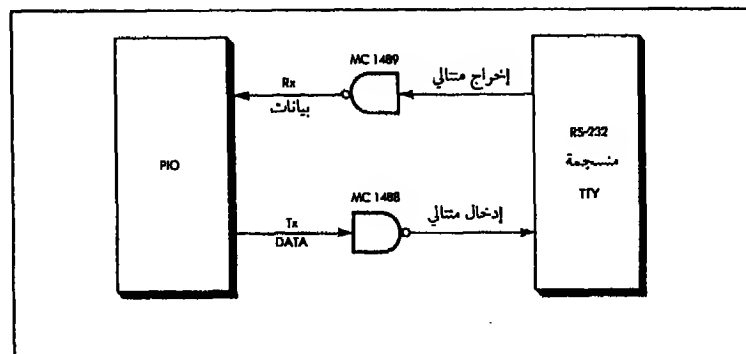 MC 1489
إخراج متتالي
Rx
بيانات
PIO
RS-232
منسجمة
TTY
MC 1488
إدخال متتالي
Tx
DATA